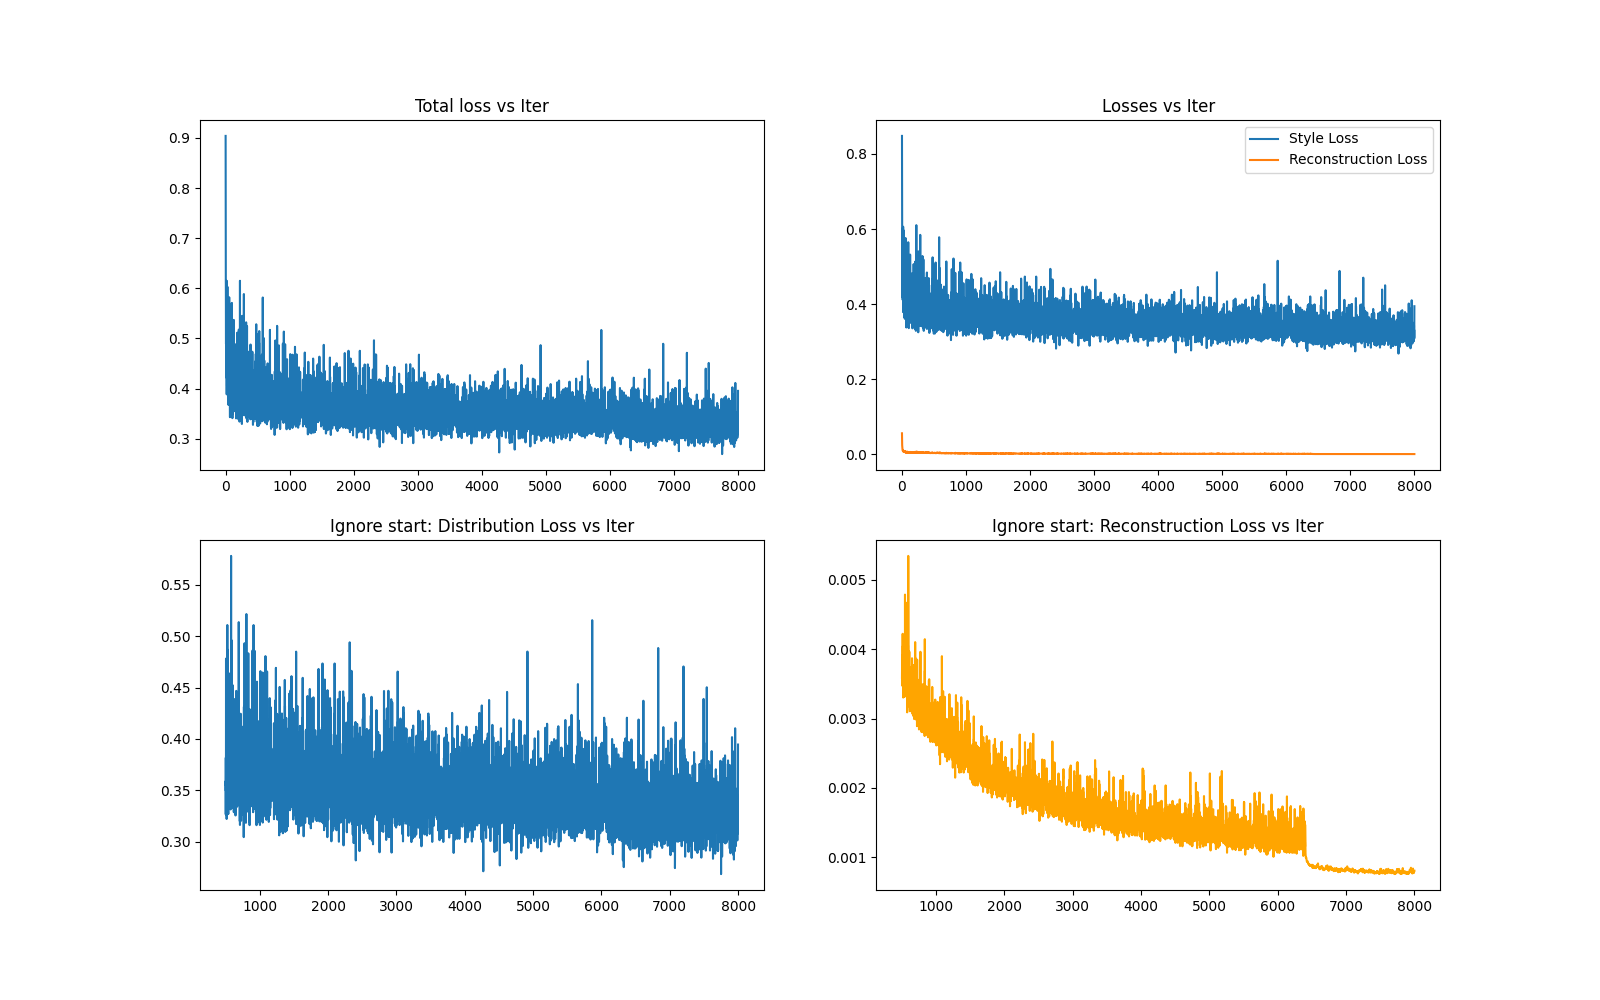 Total loss vs Iter
0.9
0.8
0.7
0.6
0.5
0.4
0.3
0 1000 2000 3000 4000 5000 6000 7000 8000
Losses vs Iter
Style Loss
Reconstruction Loss
0.8
0.6
0.4
0.2
0.0
0 1000 2000 3000 4000 5000 6000 7000 8000
Ignore start: Distribution Loss vs Iter
0.55
0.50
0.45
0.40
0.35
0.30
1000 2000 3000 4000 5000 6000 7000 8000
Ignore start: Reconstruction Loss vs Iter
0.005
0.004
0.003
0.002
0.001
1000 2000 3000 4000 5000 6000 7000 8000